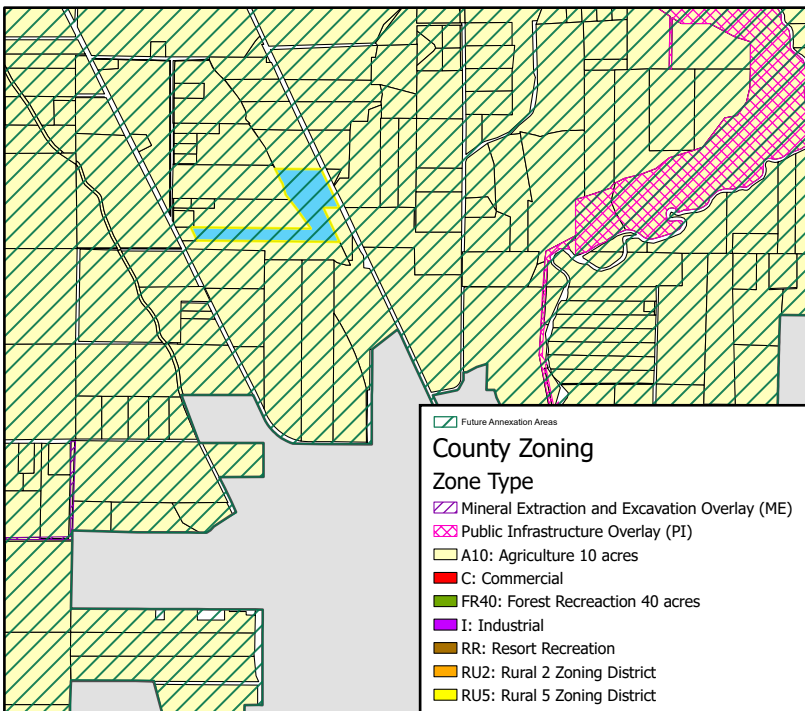 Future Annexation Areas
County Zoning
Zone Type
Mineral Extraction and Excavation Overlay (ME)
Public Infrastructure Overlay (PI)
A10: Agriculture 10 acres
C: Commercial
FR40: Forest Recreaction 40 acres
I: Industrial
RR: Resort Recreation
RU2: Rural 2 Zoning District
RU5: Rural 5 Zoning District